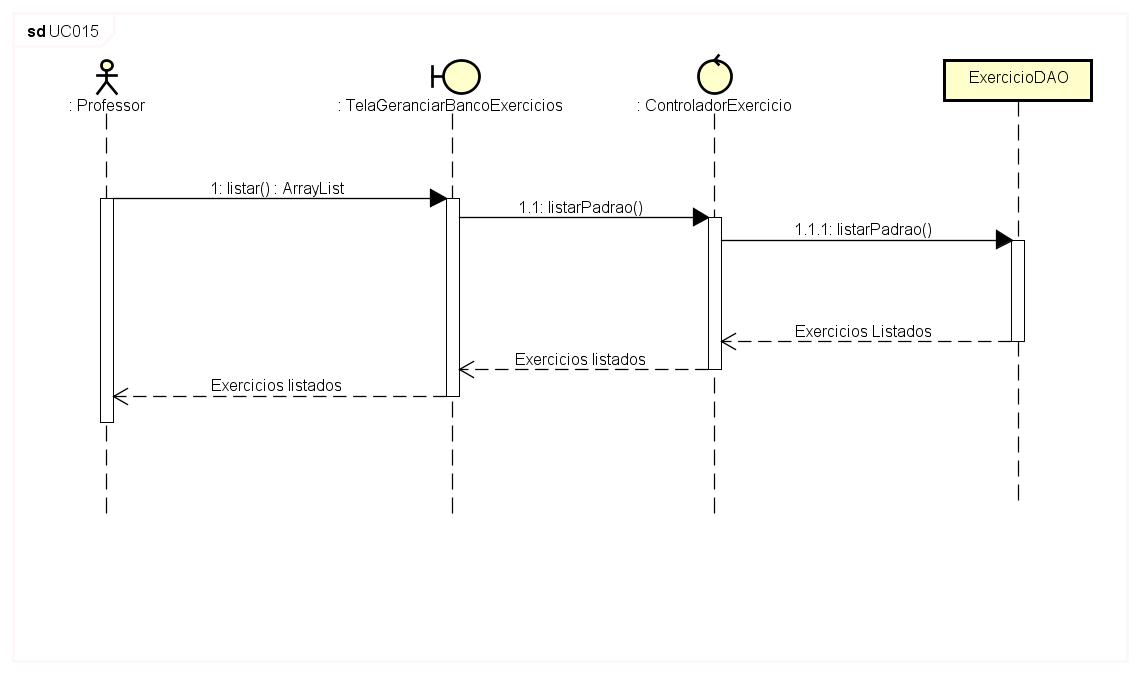 sd UC015
: Professor
: TelaGeranciarBancoExercicios
: ControladorExercicio
ExercicioDAO
1: listar() : ArrayList
1.1: listarPadrao()
1.1.1: listarPadrao()
Exercicios Listados
Exercicios listados
Exercicios listados